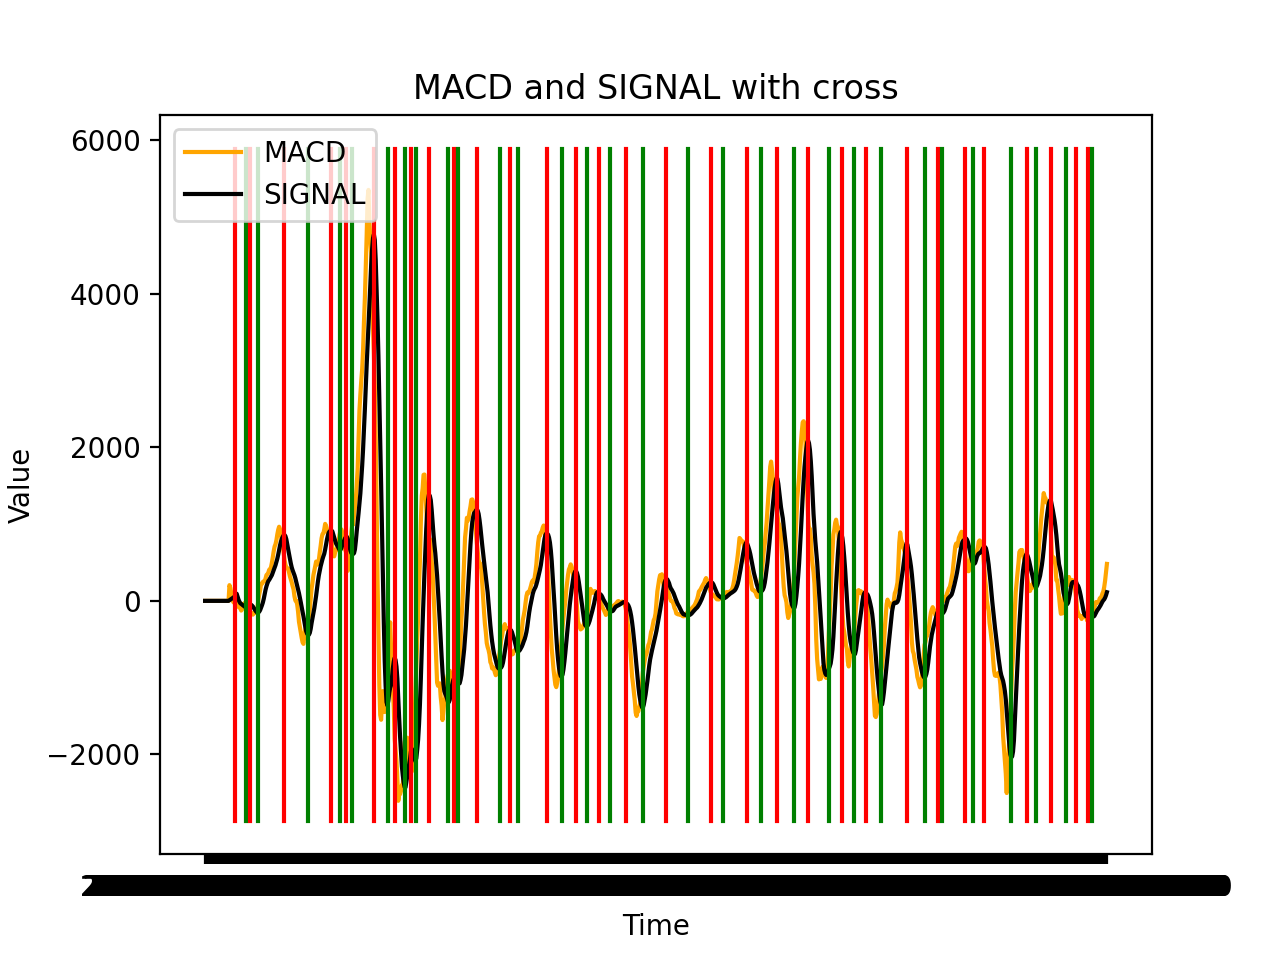 MACD and SIGNAL with cross
6000
4000
2000
0
−2000
Value
MACD
SIGNAL
Time